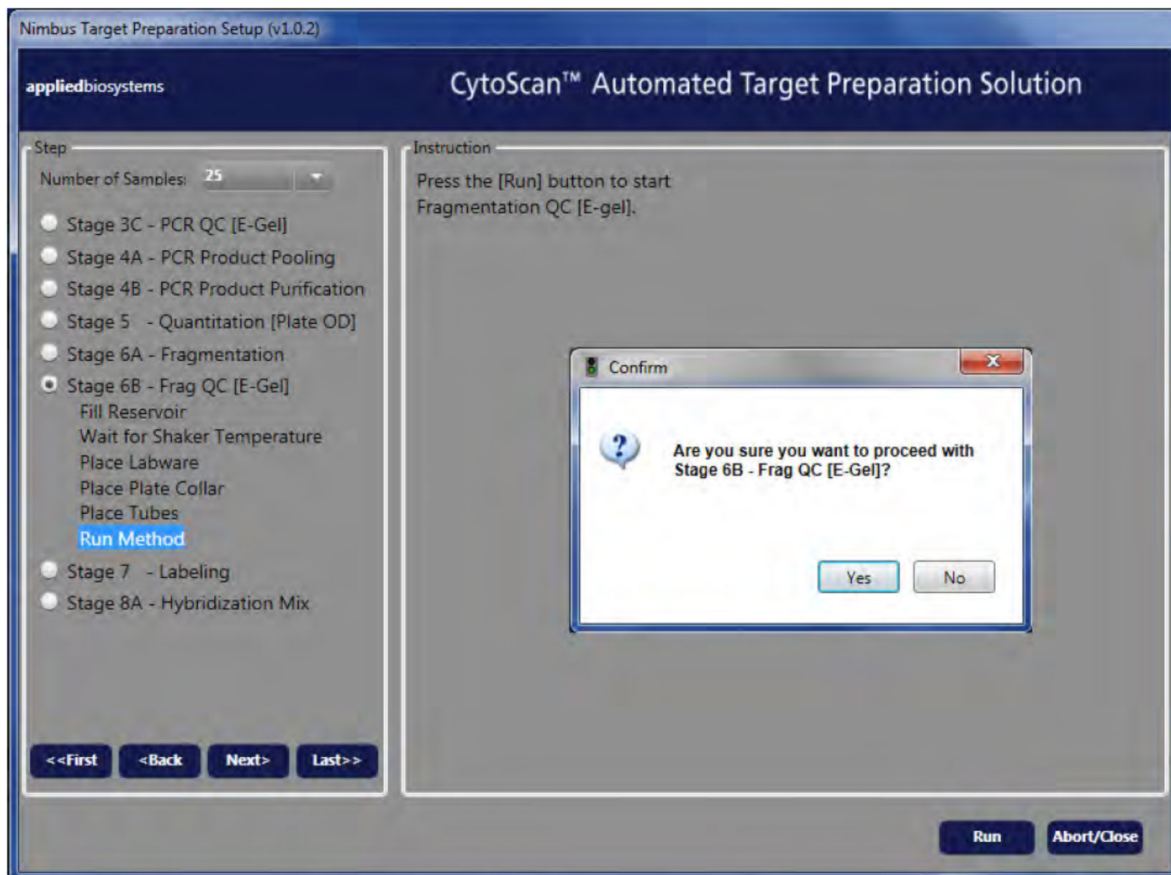 Nimbus Target Preparation Setup (v1.0.2)
appliedbiosystems
CytoScan™ Automated Target Preparation Solution
Step
Number of Samples: 25
Stage 3C - PCR QC [E-Gel]
Stage 4A - PCR Product Pooling
Stage 4B - PCR Product Purification
Stage 5 - Quantitation [Plate OD]
Stage 6A - Fragmentation
Stage 6B - Frag QC [E-Gel]
Fill Reservoir
Wait for Shaker Temperature
Place Labware
Place Plate Collar
Place Tubes
Run Method
Stage 7 - Labeling
Stage 8A - Hybridization Mix
<<First <Back Next> Last>>
Instruction
Press the [Run] button to start
Fragmentation QC [E-gel].
Confirm
Are you sure you want to proceed with
Stage 6B - Frag QC [E-Gel]?
Yes No
Run Abort/Close